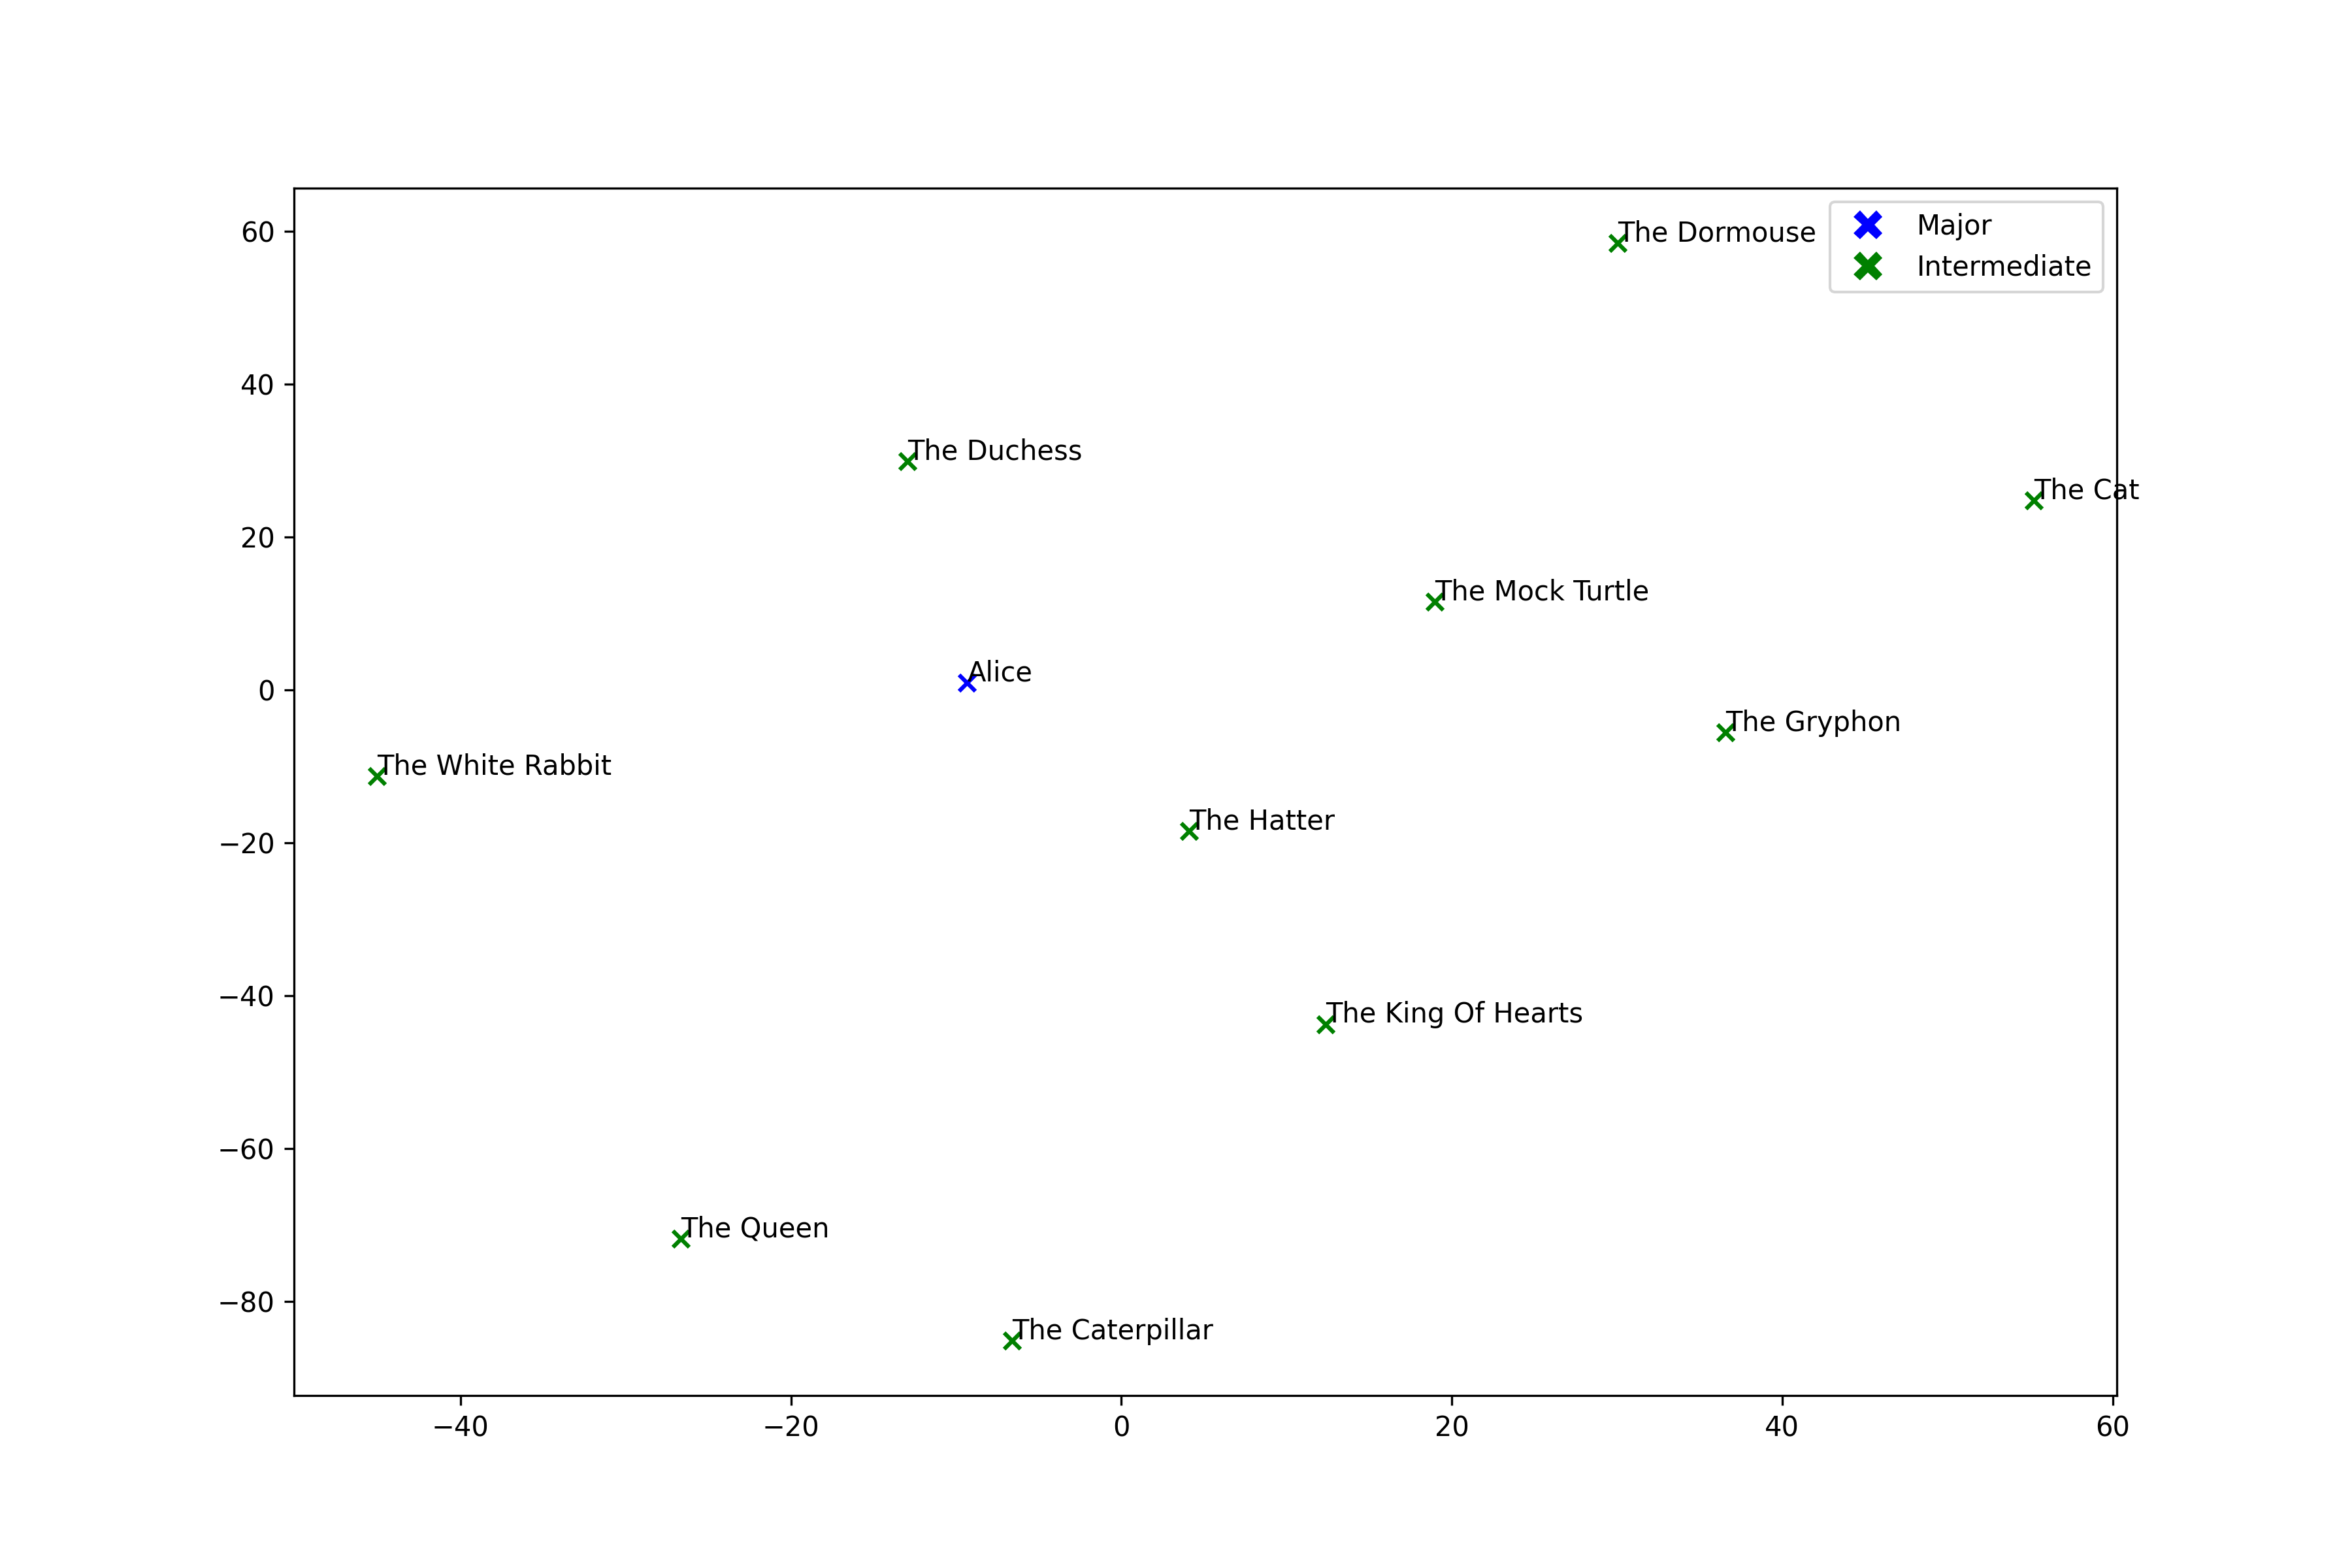 60
The Dormouse
Major
Intermediate
40
The Duchess
The Cat
20
The Mock Turtle
Alice
0
The Gryphon
The White Rabbit
The Hatter
−20
−40
The King Of Hearts
−60
The Queen
−80
The Caterpillar
−40 −20 0 20 40 60